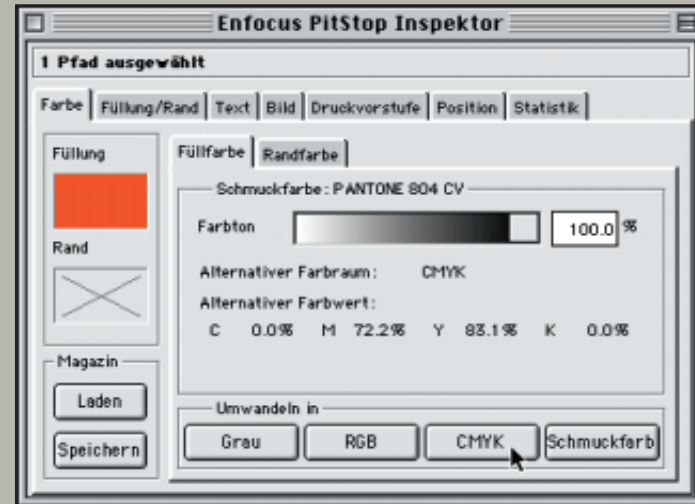 Enfocus PitStop Inspektor
1 Pfad ausgewählt
Farbe Füllung/Rand Text Bild Druckvorstufe Position Statistik
Füllung
Rand
Magazin
Laden
Speichern
Füllfarbe Randfarbe
Schmuckfarbe: PANTONE 804 CV
Farbton 100.0 %
Alternativer Farbraum: CMYK
Alternativer Farbwert:
C 0.0% M 72.2% Y 83.1% K 0.0%
Umwandeln in
Grau RGB CMYK Schmuckfarb